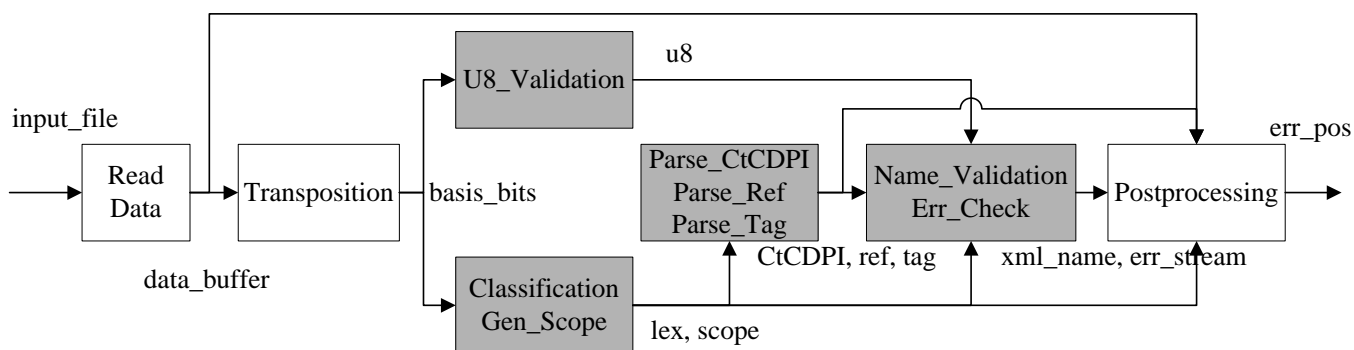 u8
U8_Validation
input_file
err_pos
Read
Data
Transposition
basis_bits
Parse_CtCDPI
Parse_Ref
Parse_Tag
Name_Validation
Err_Check
Postprocessing
CtCDPI, ref, tag
xml_name, err_stream
data_buffer
Classification
Gen_Scope
lex, scope